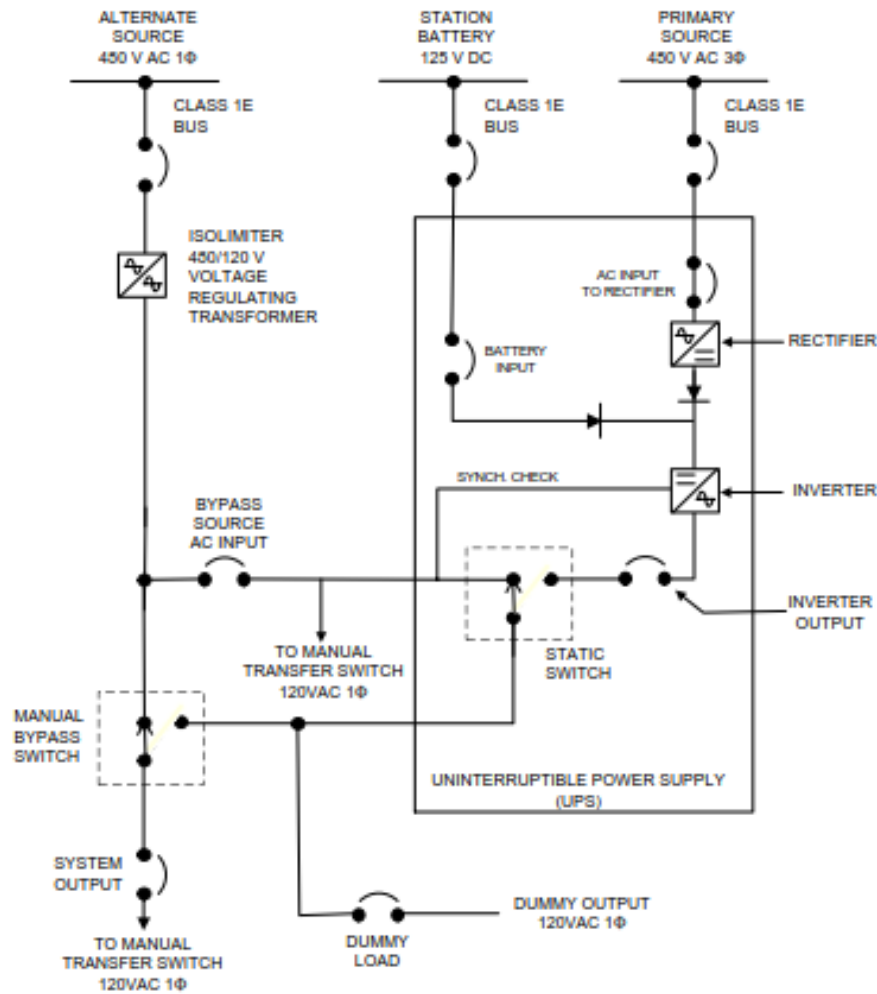 ALTERNATE
SOURCE
450 V AC 1Φ
STATION
BATTERY
125 V DC
PRIMARY
SOURCE
450 V AC 3Φ
CLASS 1E
BUS
CLASS 1E
BUS
CLASS 1E
BUS
ISOLIMITER
450/120 V
VOLTAGE
REGULATING
TRANSFORMER
AC INPUT
TO RECTIFIER
RECTIFIER
BATTERY
INPUT
SYNCH. CHECK
INVERTER
BYPASS
SOURCE
AC INPUT
INVERTER
OUTPUT
TO MANUAL
TRANSFER SWITCH
120VAC 1Φ
STATIC
SWITCH
MANUAL
BYPASS
SWITCH
UNINTERRUPTIBLE POWER SUPPLY
(UPS)
SYSTEM
OUTPUT
DUMMY OUTPUT
120VAC 1Φ
DUMMY
LOAD
TO MANUAL
TRANSFER SWITCH
120VAC 1Φ